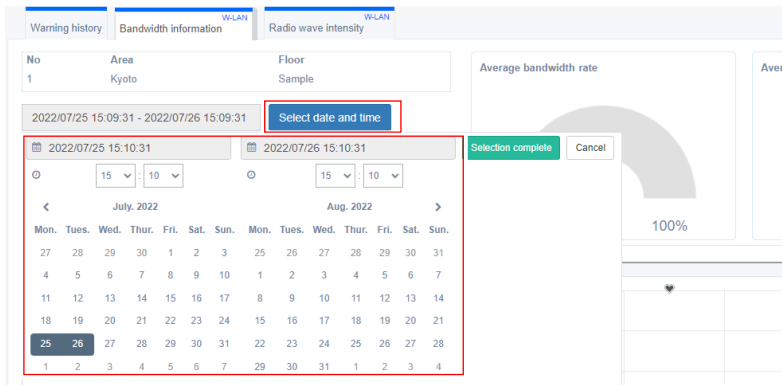 Warning history
Bandwidth information
W-LAN
Radio wave intensity
W-LAN
No Area Floor
1 Kyoto Sample
Average bandwidth rate
Aver
2022/07/25 15:09:31 - 2022/07/26 15:09:31
Select date and time
2022/07/25 15:10:31
2022/07/26 15:10:31
Selection complete
Cancel
15 : 10
15 : 10
100%
July. 2022
Mon. Tues. Wed. Thur. Fri. Sat. Sun.
27 28 29 30 1 2 3
4 5 6 7 8 9 10
11 12 13 14 15 16 17
18 19 20 21 22 23 24
25 26 27 28 29 30 31
1 2 3 4 5 6 7
Aug. 2022
Mon. Tues. Wed. Thur. Fri. Sat. Sun.
25 26 27 28 29 30 31
1 2 3 4 5 6 7
8 9 10 11 12 13 14
15 16 17 18 19 20 21
22 23 24 25 26 27 28
29 30 31 1 2 3 4